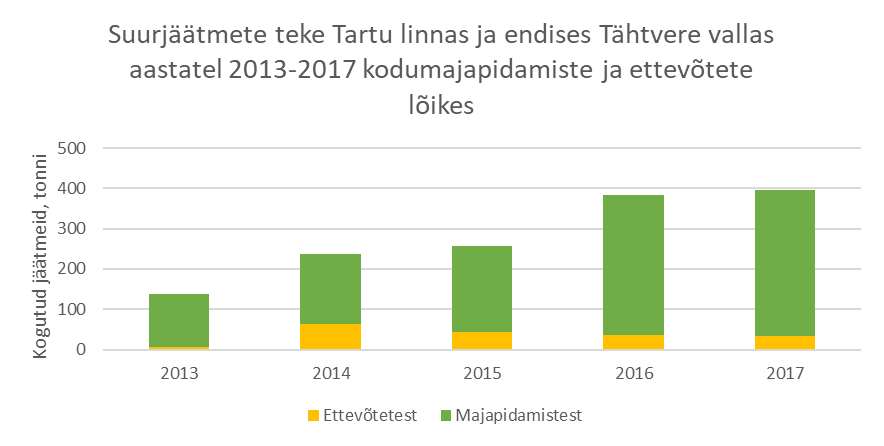 Suurjäätmete teke Tartu linnas ja endises Tähtvere vallas
aastatel 2013-2017 kodumajapidamiste ja ettevõtete
lõikes
Kogutud jäätmeid, tonni
500
400
300
200
100
0
2013 2014 2015 2016 2017
Ettevõtetest Majapidamistest